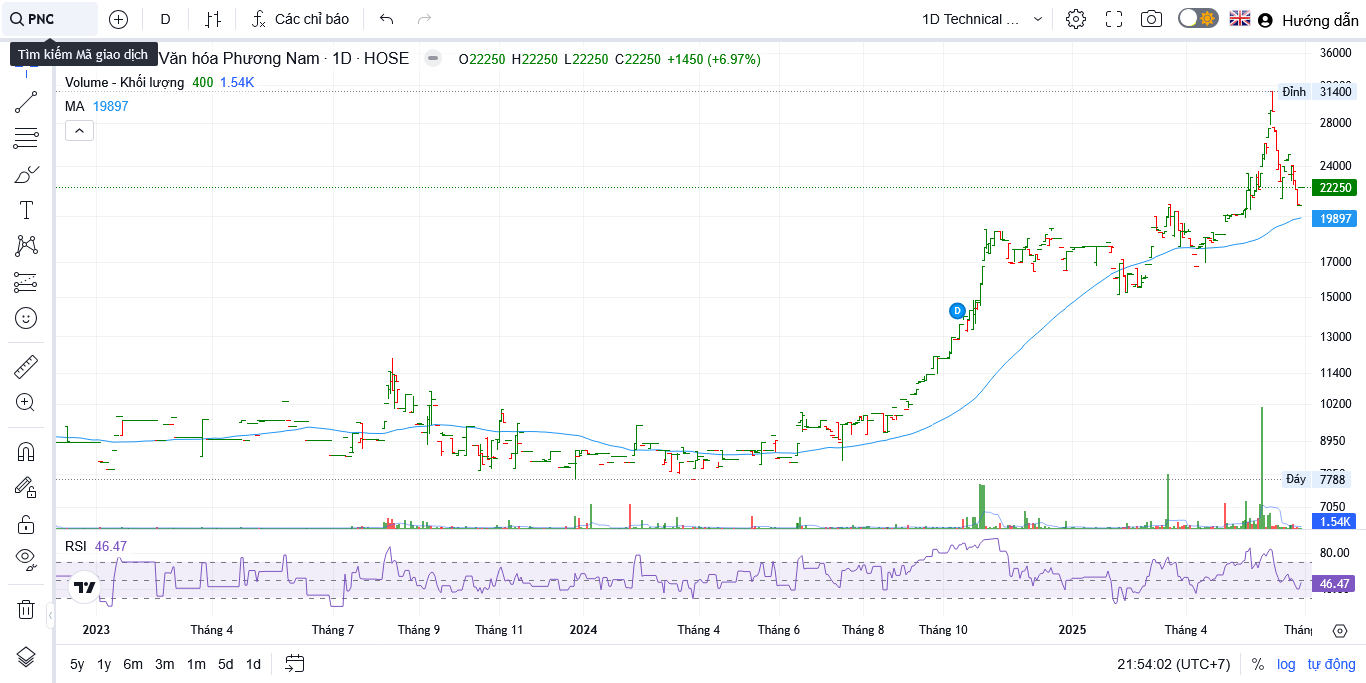 PNC
D
Các chỉ báo
1D Technical ...
Hướng dẫn
Tìm kiếm Mã giao dịch
Văn hóa Phương Nam · 1D · HOSE
O22250 H22250 L22250 C22250 +1450 (+6.97%)
Volume - Khối lượng 400 1.54K
MA 19897
36000
Đỉnh 31400
28000
24000
22250
19897
17000
15000
D
13000
11400
10200
8950
Đáy 7788
7050
1.54K
RSI 46.47
80.00
46.47
2023 Tháng 4 Tháng 7 Tháng 9 Tháng 11 2024 Tháng 4 Tháng 6 Tháng 8 Tháng 10 2025 Tháng 4
5y 1y 6m 3m 1m 5d 1d
21:54:02 (UTC+7) % log tự động